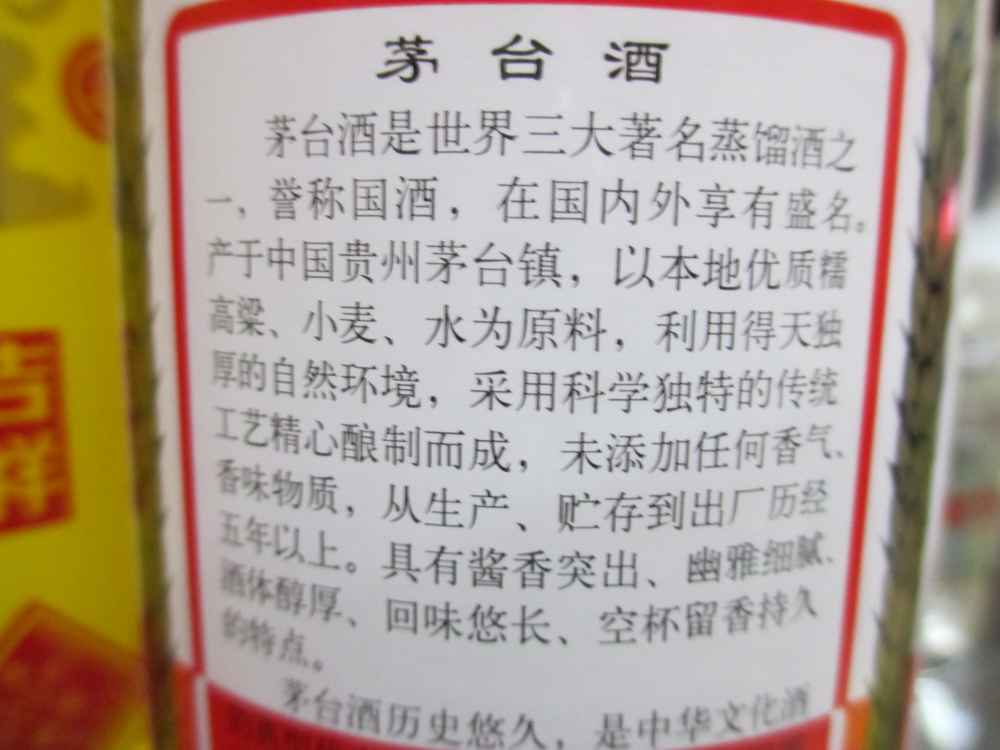 茅台酒
茅台酒是世界三大著名蒸馏酒之
一，誉称国酒，在国内外享有盛名。
产于中国贵州茅台镇，以本地优质糯
高粱、小麦、水为原料，利用得天独
厚的自然环境，采用科学独特的传统
工艺精心酿制而成，未添加任何香气、
香味物质，从生产、贮存到出厂历经
五年以上。具有酱香突出、幽雅细腻、
酒体醇厚、回味悠长、空杯留香持久
的特点。
茅台酒历史悠久，是中华文化酒
吉
祥